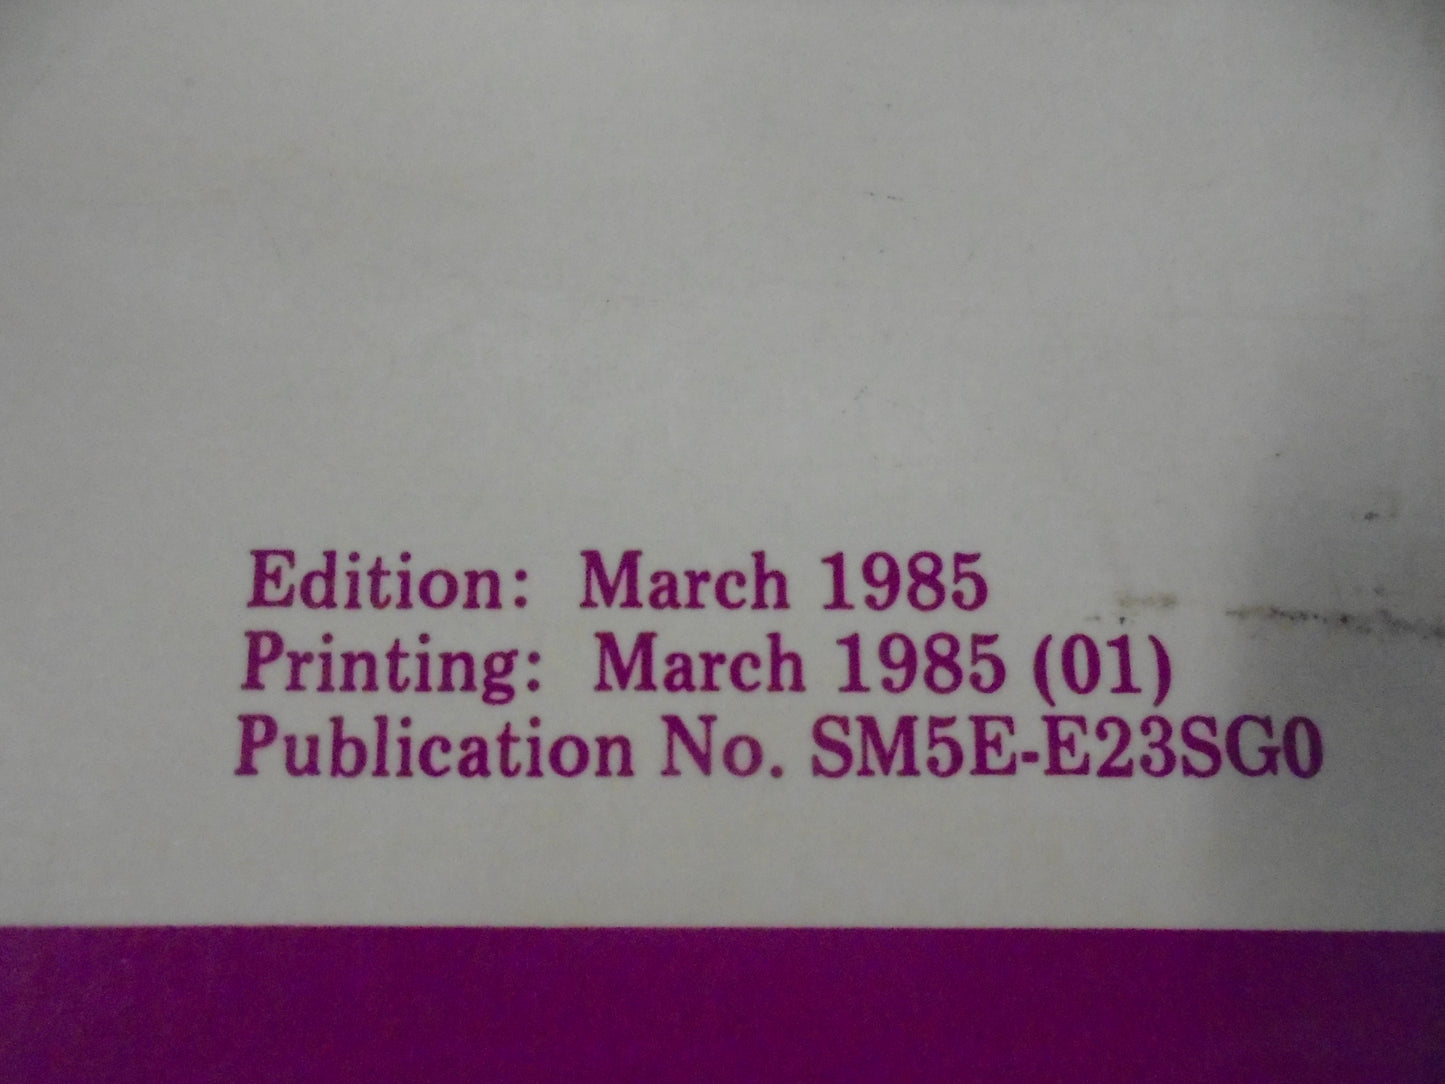 Edition: March 1985
Printing: March 1985 (01)
Publication No. SM5E-E23SG0